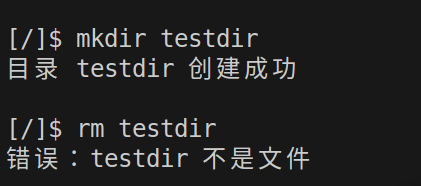 [/]$ mkdir testdir
目录 testdir 创建成功
[/]$ rm testdir
错误：testdir 不是文件